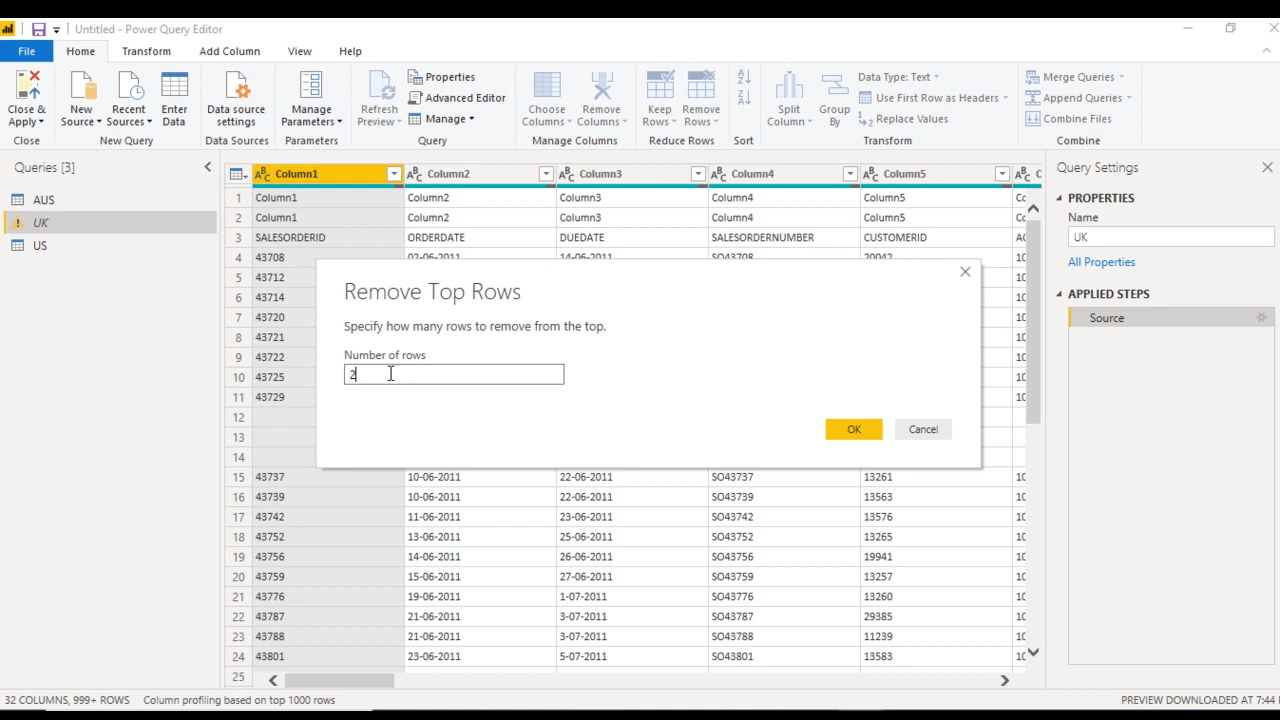 Untitled - Power Query Editor
File Home Transform Add Column View Help
Close & Apply New Source Recent Sources Enter Data Data source settings Manage Parameters Refresh Preview Properties Advanced Editor Manage Choose Columns Remove Columns Keep Rows Remove Rows Split Column Group By Data Type: Text Use First Row as Headers Replace Values Merge Queries Append Queries Combine Files
Close New Query Data Sources Parameters Query Manage Columns Reduce Rows Sort Transform Combine
Queries [3]
AUS
UK
US
Column1 Column2 Column3 Column4 Column5
1 Column1 Column2 Column3 Column4 Column5
2 Column1 Column2 Column3 Column4 Column5
3 SALESORDERID ORDERDATE DUEDATE SALESORDERNUMBER CUSTOMERID
4 43708 02-06-2011 14-06-2011 SO43708 20042
5 43712
6 43714
7 43720
8 43721
9 43722
10 43725
11 43729
12
13
14
15 43737 10-06-2011 22-06-2011 SO43737 13261
16 43739 10-06-2011 22-06-2011 SO43739 13563
17 43742 11-06-2011 23-06-2011 SO43742 13576
18 43752 13-06-2011 25-06-2011 SO43752 13265
19 43756 14-06-2011 26-06-2011 SO43756 19941
20 43759 15-06-2011 27-06-2011 SO43759 13257
21 43776 19-06-2011 1-07-2011 SO43776 13260
22 43787 21-06-2011 3-07-2011 SO43787 29385
23 43788 21-06-2011 3-07-2011 SO43788 11239
24 43801 23-06-2011 5-07-2011 SO43801 13583
25
Remove Top Rows
Specify how many rows to remove from the top.
Number of rows
2
OK Cancel
Query Settings
PROPERTIES
Name
UK
All Properties
APPLIED STEPS
Source
32 COLUMNS, 999+ ROWS Column profiling based on top 1000 rows PREVIEW DOWNLOADED AT 7:44